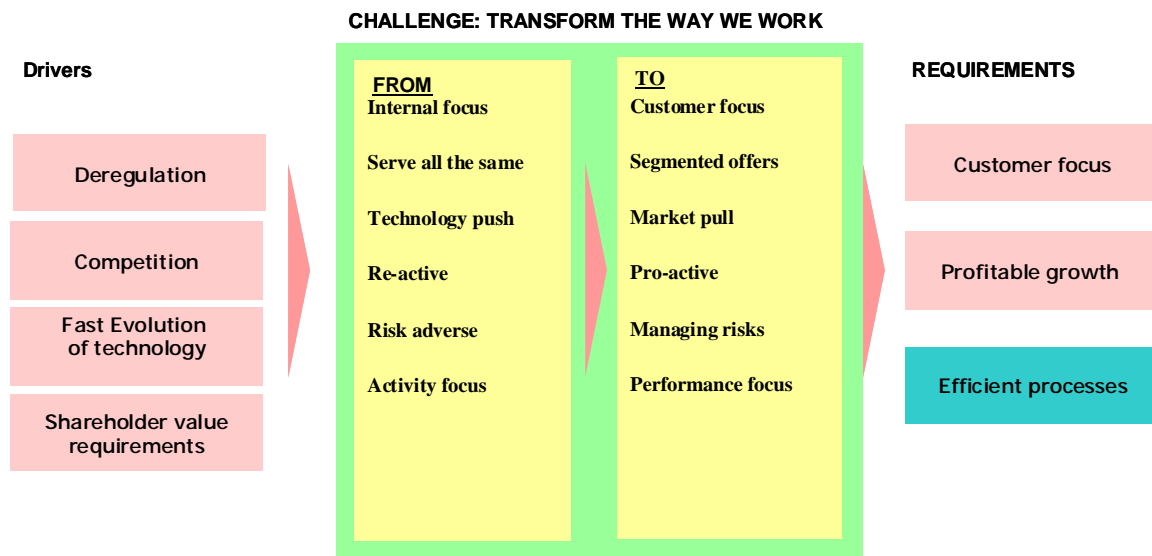 CHALLENGE: TRANSFORM THE WAY WE WORK
Drivers
Deregulation
Competition
Fast Evolution
of technology
Shareholder value
requirements
FROM
Internal focus
Serve all the same
Technology push
Re-active
Risk adverse
Activity focus
TO
Customer focus
Segmented offers
Market pull
Pro-active
Managing risks
Performance focus
REQUIREMENTS
Customer focus
Profitable growth
Efficient processes